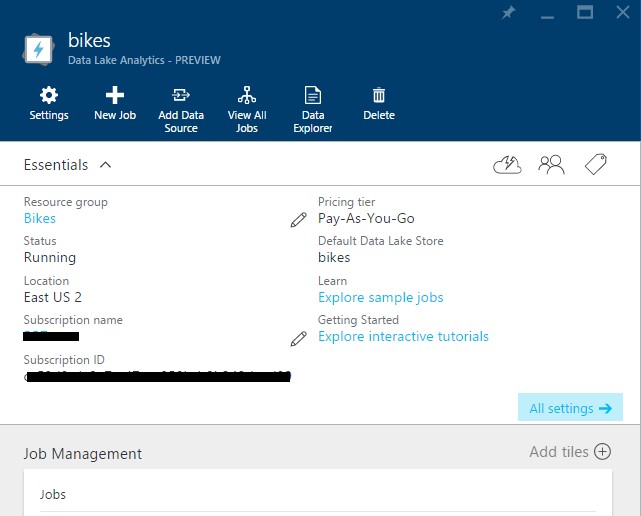 bikes
Data Lake Analytics - PREVIEW
Settings
New Job
Add Data Source
View All Jobs
Data Explorer
Delete
Essentials
Resource group
Bikes
Pricing tier
Pay-As-You-Go
Status
Running
Default Data Lake Store
bikes
Location
East US 2
Learn
Explore sample jobs
Subscription name
Getting Started
Explore interactive tutorials
Subscription ID
All settings
Job Management
Add tiles
Jobs